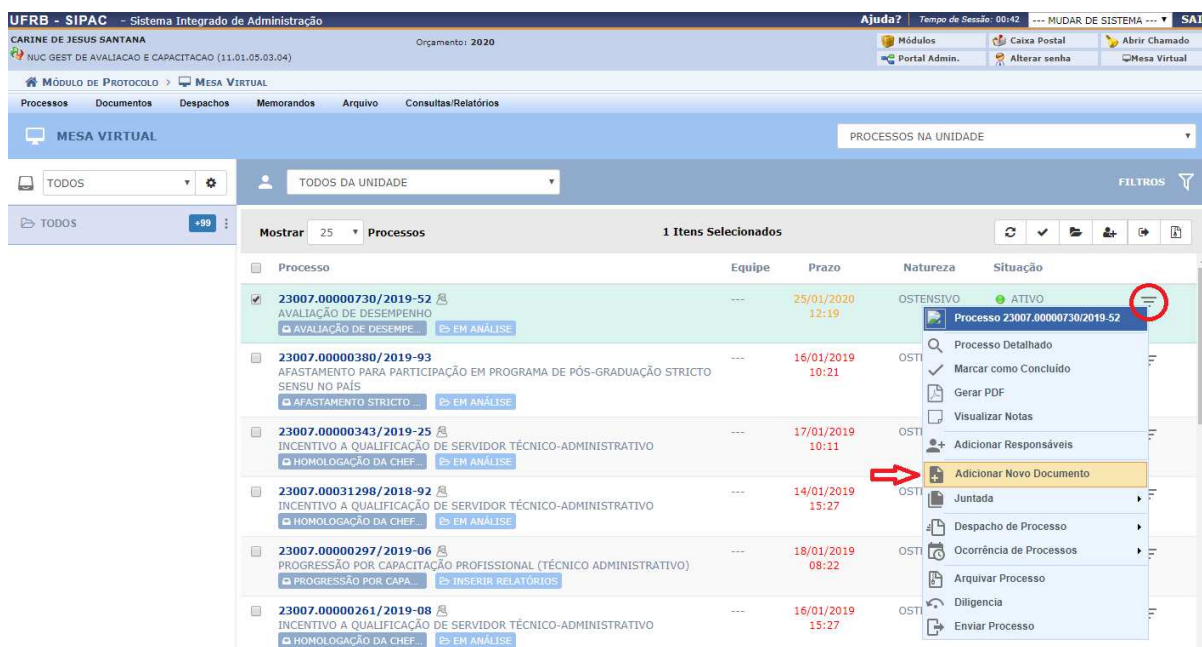 UFRB - SIPAC - Sistema Integrado de Administração
Ajuda? Tempo de Sessão: 00:42 --- MUDAR DE SISTEMA --- SAI
CARINE DE JESUS SANTANA
Orçamento: 2020
Módulos Caixa Postal Abrir Chamado
NUC GEST DE AVALIACAO E CAPACITACAO (11.01.05.03.04)
Portal Admin. Alterar senha Mesa Virtual
MÓDULO DE PROTOCOLO > MESA VIRTUAL
Processos Documentos Despachos Memorandos Arquivo Consultas/Relatórios
MESA VIRTUAL
PROCESSOS NA UNIDADE
TODOS
TODOS DA UNIDADE
FILTROS
TODOS +99
Mostrar 25 Processos
1 Itens Selecionados
Processo Equipe Prazo Natureza Situação
23007.00000730/2019-52 --- 25/01/2020 OSTENSIVO ATIVO
AVALIAÇÃO DE DESEMPENHO 12:19
AVALIAÇÃO DE DESEMPE... EM ANÁLISE
23007.00000380/2019-93 --- 16/01/2019 OSTE
AFASTAMENTO PARA PARTICIPAÇÃO EM PROGRAMA DE PÓS-GRADUAÇÃO STRICTO 10:21
SENSU NO PAÍS
AFASTAMENTO STRICTO ... EM ANÁLISE
23007.00000343/2019-25 --- 17/01/2019 OSTI
INCENTIVO A QUALIFICAÇÃO DE SERVIDOR TÉCNICO-ADMINISTRATIVO 10:11
HOMOLOGAÇÃO DA CHEF... EM ANÁLISE
23007.00031298/2018-92 --- 14/01/2019 OSTI
INCENTIVO A QUALIFICAÇÃO DE SERVIDOR TÉCNICO-ADMINISTRATIVO 15:27
HOMOLOGAÇÃO DA CHEF... EM ANÁLISE
23007.00000297/2019-06 --- 18/01/2019 OSTI
PROGRESSÃO POR CAPACITAÇÃO PROFISSIONAL (TÉCNICO ADMINISTRATIVO) 08:22
PROGRESSÃO POR CAPA... INSERIR RELATÓRIOS
23007.00000261/2019-08 --- 16/01/2019 OSTI
INCENTIVO A QUALIFICAÇÃO DE SERVIDOR TÉCNICO-ADMINISTRATIVO 15:27
HOMOLOGAÇÃO DA CHEF... EM ANÁLISE
Processo 23007.00000730/2019-52
Processo Detalhado
Marcar como Concluído
Gerar PDF
Visualizar Notas
Adicionar Responsáveis
Adicionar Novo Documento
Juntada
Despacho de Processo
Ocorrência de Processos
Arquivar Processo
Diligencia
Enviar Processo